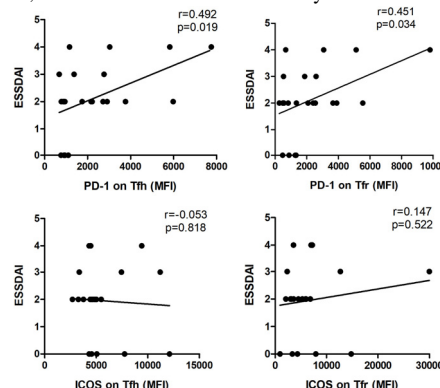 r=0.492
p=0.019
5
4
3
2
1
0
ESSDAI
0 2000 4000 6000 8000
PD-1 on Tfh (MFI)
r=0.451
p=0.034
5
4
3
2
1
0
ESSDAI
0 2000 4000 6000 8000 1000
PD-1 on Tfr (MFI)
r=-0.053
p=0.818
5
4
3
2
1
0
ESSDAI
0 5000 10000 15000
ICOS on Tfh (MFI)
r=0.147
p=0.522
5
4
3
2
1
0
ESSDAI
0 10000 20000 30000
ICOS on Tfr (MFI)